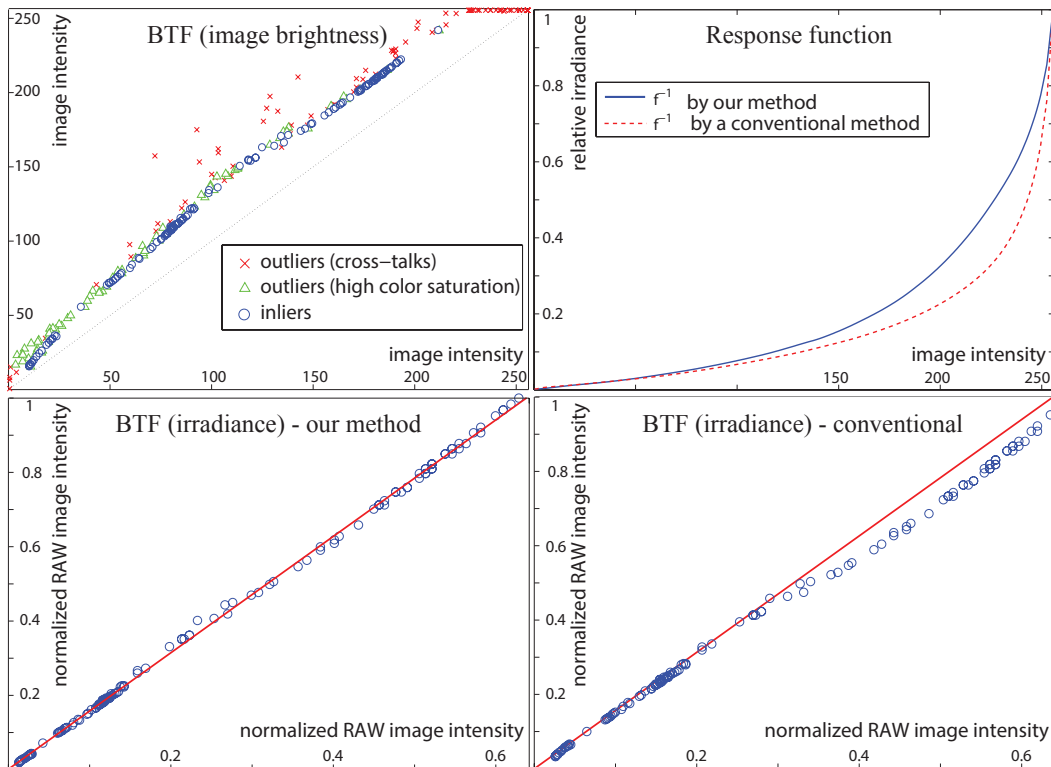 BTF (image brightness)
image intensity
250
200
150
100
50
× outliers (cross-talks)
△ outliers (high color saturation)
○ inliers
image intensity
50
100
150
200
250
Response function
relative irradiance
1
0.8
0.6
0.4
0.2
f⁻¹ by our method
f⁻¹ by a conventional method
image intensity
150
200
250
BTF (irradiance) - our method
normalized RAW image intensity
1
0.8
0.6
0.4
0.2
normalized RAW image intensity
0.2
0.4
0.6
BTF (irradiance) - conventional
normalized RAW image intensity
1
0.8
0.6
0.4
0.2
normalized RAW image intensity
0.2
0.4
0.6